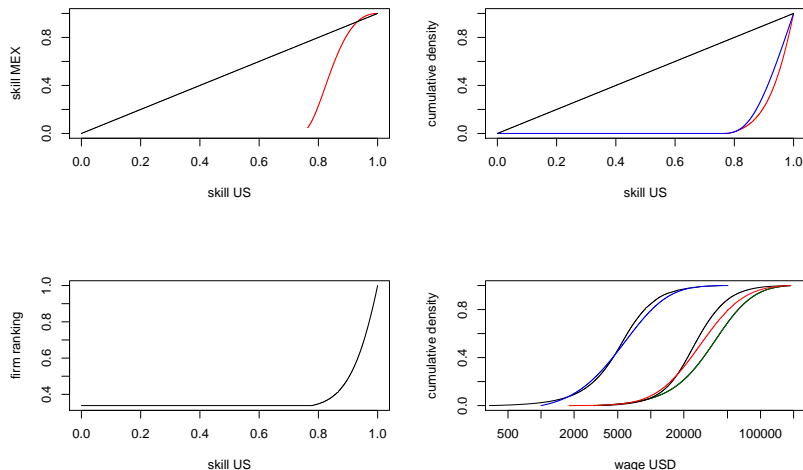 skill MEX
0.0 0.4 0.8
0.0 0.2 0.4 0.6 0.8 1.0
skill US
cumulative density
0.0 0.4 0.8
0.0 0.2 0.4 0.6 0.8 1.0
skill US
firm ranking
0.4 0.6 0.8 1.0
0.0 0.2 0.4 0.6 0.8 1.0
skill US
cumulative density
0.0 0.4 0.8
500 2000 5000 20000 100000
wage USD